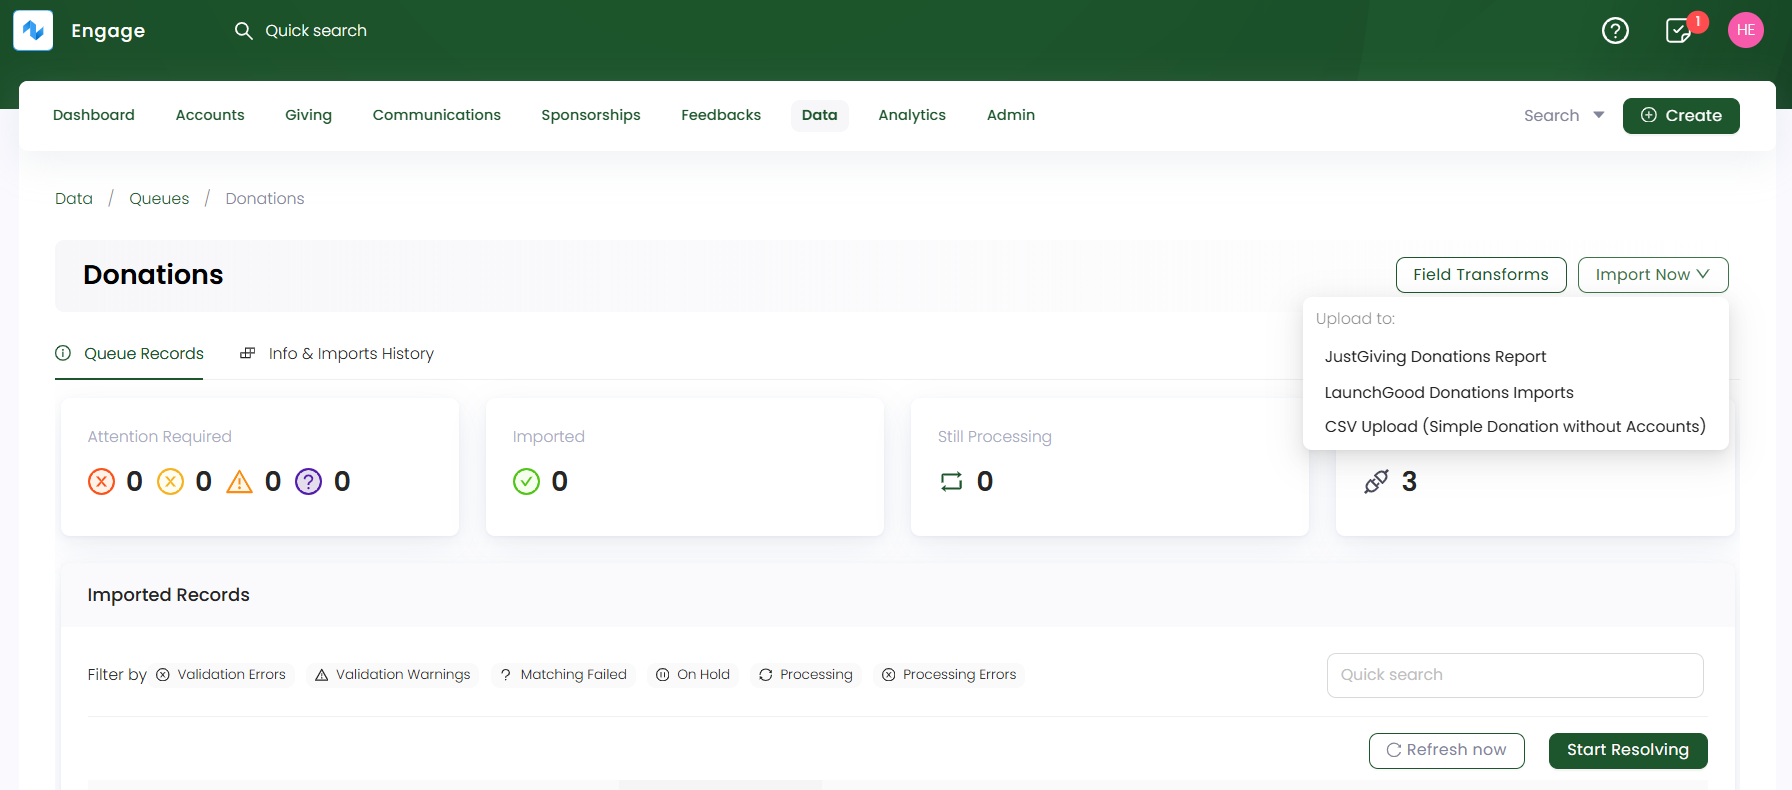 Engage
Quick search
1
HE
Dashboard Accounts Giving Communications Sponsorships Feedbacks Data Analytics Admin
Search
Create
Data / Queues / Donations
Donations
Field Transforms
Import Now
Upload to:
JustGiving Donations Report
LaunchGood Donations Imports
CSV Upload (Simple Donation without Accounts)
Queue Records
Info & Imports History
Attention Required
0 0 0 0
Imported
0
Still Processing
0
3
Imported Records
Filter by Validation Errors Validation Warnings Matching Failed On Hold Processing Processing Errors
Quick search
Refresh now
Start Resolving